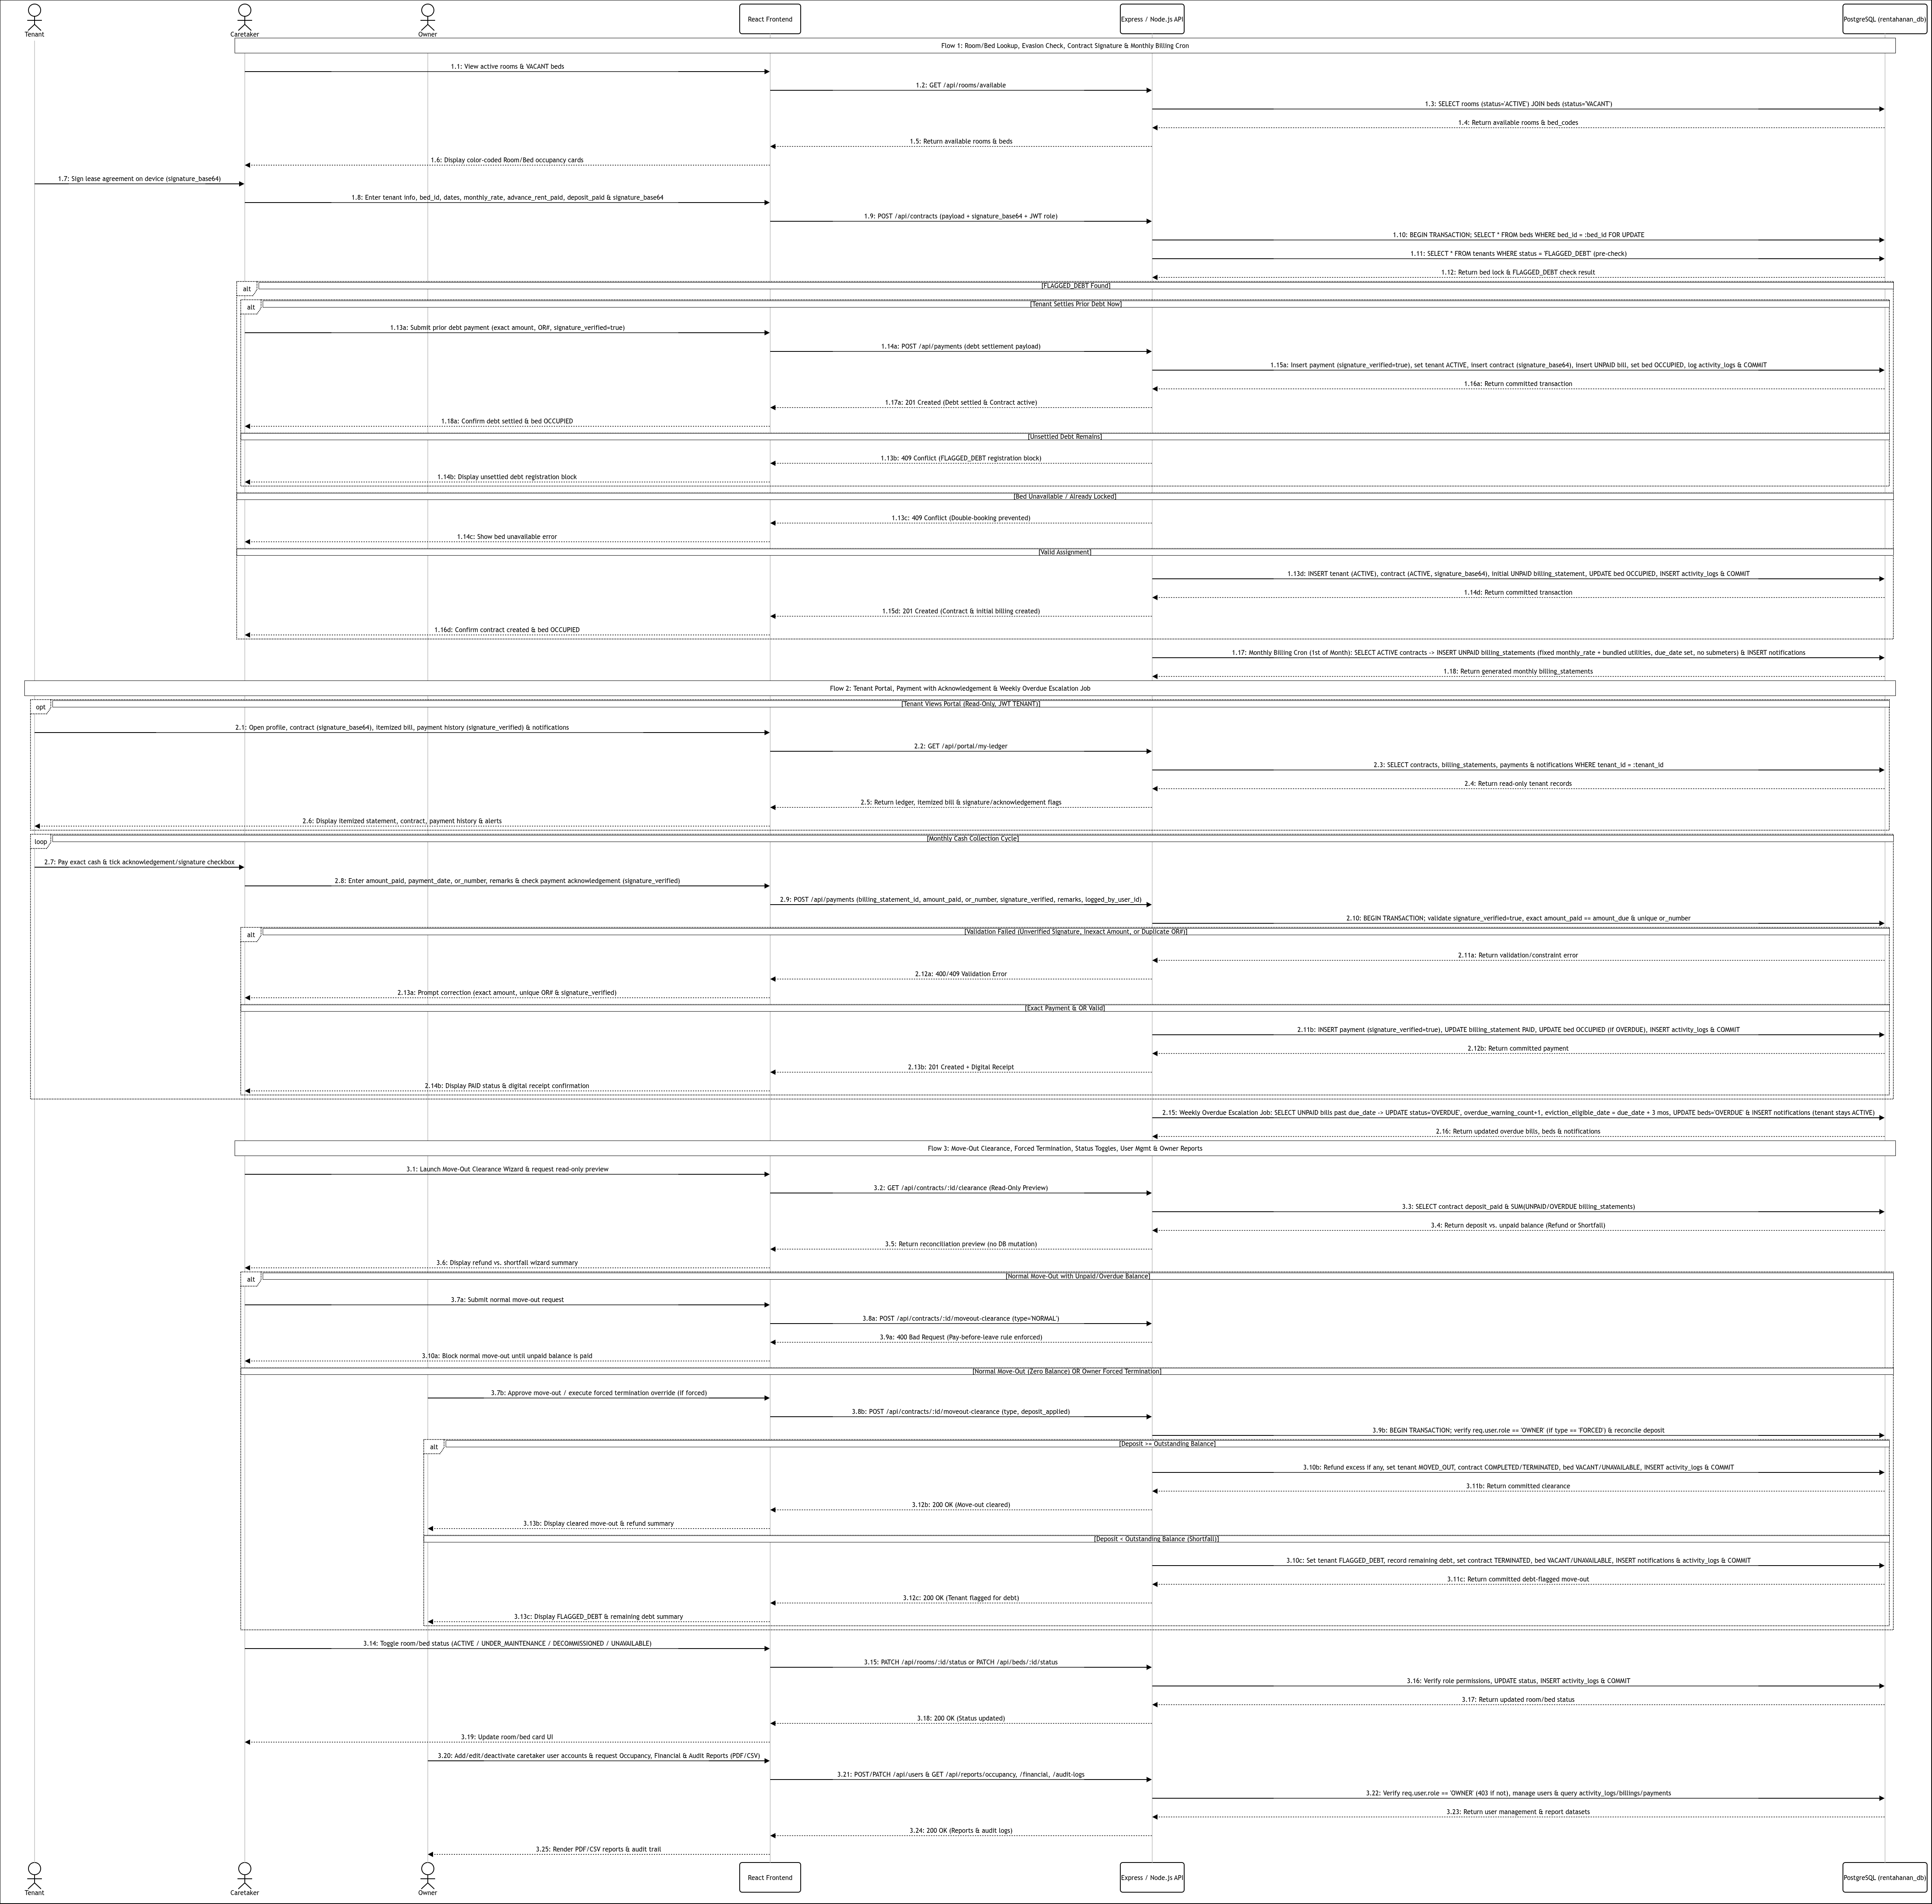 Tenant
Caretaker
Owner
React Frontend
Express / Node.js API
PostgreSQL (rentahanan_db)
Flow 1: Room/Bed Lookup, Evasion Check, Contract Signature & Monthly Billing Cron
1.1: View active rooms & VACANT beds
1.2: GET /api/rooms/available
1.3: SELECT rooms (status='ACTIVE') JOIN beds (status='VACANT')
1.4: Return available rooms & bed_codes
1.5: Return available rooms & beds
1.6: Display color-coded Room/Bed occupancy cards
1.7: Sign lease agreement on device (signature_base64)
1.8: Enter tenant info, bed_id, dates, monthly_rate, advance_rent_paid, deposit_paid & signature_base64
1.9: POST /api/contracts (payload + signature_base64 + JWT role)
1.10: BEGIN TRANSACTION; SELECT * FROM beds WHERE bed_id = :bed_id FOR UPDATE
1.11: SELECT * FROM tenants WHERE status = 'FLAGGED_DEBT' (pre-check)
1.12: Return bed lock & FLAGGED_DEBT check result
alt
[FLAGGED_DEBT Found]
alt
[Tenant Settles Prior Debt Now]
1.13a: Submit prior debt payment (exact amount, OR#, signature_verified=true)
1.14a: POST /api/payments (debt settlement payload)
1.15a: Insert payment (signature_verified=true), set tenant ACTIVE, insert contract (signature_base64), insert UNPAID bill, set bed OCCUPIED, log activity_logs & COMMIT
1.16a: Return committed transaction
1.17a: 201 Created (Debt settled & Contract active)
1.18a: Confirm debt settled & bed OCCUPIED
[Unsettled Debt Remains]
1.13b: 409 Conflict (FLAGGED_DEBT registration block)
1.14b: Display unsettled debt registration block
[Bed Unavailable / Already Locked]
1.13c: 409 Conflict (Double-booking prevented)
1.14c: Show bed unavailable error
[Valid Assignment]
1.13d: INSERT tenant (ACTIVE), contract (ACTIVE, signature_base64), initial UNPAID billing_statement, UPDATE bed OCCUPIED, INSERT activity_logs & COMMIT
1.14d: Return committed transaction
1.15d: 201 Created (Contract & initial billing created)
1.16d: Confirm contract created & bed OCCUPIED
1.17: Monthly Billing Cron (1st of Month): SELECT ACTIVE contracts -> INSERT UNPAID billing_statements (fixed monthly_rate + bundled utilities, due_date set, no submeters) & INSERT notifications
1.18: Return generated monthly billing_statements
Flow 2: Tenant Portal, Payment with Acknowledgement & Weekly Overdue Escalation Job
opt
[Tenant Views Portal (Read-Only, JWT TENANT)]
2.1: Open profile, contract (signature_base64), itemized bill, payment history (signature_verified) & notifications
2.2: GET /api/portal/my-ledger
2.3: SELECT contracts, billing_statements, payments & notifications WHERE tenant_id = :tenant_id
2.4: Return read-only tenant records
2.5: Return ledger, itemized bill & signature/acknowledgement flags
2.6: Display itemized statement, contract, payment history & alerts
loop
[Monthly Cash Collection Cycle]
2.7: Pay exact cash & tick acknowledgement/signature checkbox
2.8: Enter amount_paid, payment_date, or_number, remarks & check payment acknowledgement (signature_verified)
2.9: POST /api/payments (billing_statement_id, amount_paid, or_number, signature_verified, remarks, logged_by_user_id)
2.10: BEGIN TRANSACTION; validate signature_verified=true, exact amount_paid == amount_due & unique or_number
alt
[Validation Failed (Unverified Signature, Inexact Amount, or Duplicate OR#)]
2.11a: Return validation/constraint error
2.12a: 400/409 Validation Error
2.13a: Prompt correction (exact amount, unique OR# & signature_verified)
[Exact Payment & OR Valid]
2.11b: INSERT payment (signature_verified=true), UPDATE billing_statement PAID, UPDATE bed OCCUPIED (if OVERDUE), INSERT activity_logs & COMMIT
2.12b: Return committed payment
2.13b: 201 Created + Digital Receipt
2.14b: Display PAID status & digital receipt confirmation
2.15: Weekly Overdue Escalation Job: SELECT UNPAID bills past due_date -> UPDATE status='OVERDUE', overdue_warning_count+1, eviction_eligible_date = due_date + 3 mos, UPDATE beds='OVERDUE' & INSERT notifications (tenant stays ACTIVE)
2.16: Return updated overdue bills, beds & notifications
Flow 3: Move-Out Clearance, Forced Termination, Status Toggles, User Mgmt & Owner Reports
3.1: Launch Move-Out Clearance Wizard & request read-only preview
3.2: GET /api/contracts/:id/clearance (Read-Only Preview)
3.3: SELECT contract deposit_paid & SUM(UNPAID/OVERDUE billing_statements)
3.4: Return deposit vs. unpaid balance (Refund or Shortfall)
3.5: Return reconciliation preview (no DB mutation)
3.6: Display refund vs. shortfall wizard summary
alt
[Normal Move-Out with Unpaid/Overdue Balance]
3.7a: Submit normal move-out request
3.8a: POST /api/contracts/:id/moveout-clearance (type='NORMAL')
3.9a: 400 Bad Request (Pay-before-leave rule enforced)
3.10a: Block normal move-out until unpaid balance is paid
[Normal Move-Out (Zero Balance) OR Owner Forced Termination]
3.7b: Approve move-out / execute forced termination override (if forced)
3.8b: POST /api/contracts/:id/moveout-clearance (type, deposit_applied)
3.9b: BEGIN TRANSACTION; verify req.user.role == 'OWNER' (if type == 'FORCED') & reconcile deposit
alt
[Deposit >= Outstanding Balance]
3.10b: Refund excess if any, set tenant MOVED_OUT, contract COMPLETED/TERMINATED, bed VACANT/UNAVAILABLE, INSERT activity_logs & COMMIT
3.11b: Return committed clearance
3.12b: 200 OK (Move-out cleared)
3.13b: Display cleared move-out & refund summary
[Deposit < Outstanding Balance (Shortfall)]
3.10c: Set tenant FLAGGED_DEBT, record remaining debt, set contract TERMINATED, bed VACANT/UNAVAILABLE, INSERT notifications & activity_logs & COMMIT
3.11c: Return committed debt-flagged move-out
3.12c: 200 OK (Tenant flagged for debt)
3.13c: Display FLAGGED_DEBT & remaining debt summary
3.14: Toggle room/bed status (ACTIVE / UNDER_MAINTENANCE / DECOMMISSIONED / UNAVAILABLE)
3.15: PATCH /api/rooms/:id/status or PATCH /api/beds/:id/status
3.16: Verify role permissions, UPDATE status, INSERT activity_logs & COMMIT
3.17: Return updated room/bed status
3.18: 200 OK (Status updated)
3.19: Update room/bed card UI
3.20: Add/edit/deactivate caretaker user accounts & request Occupancy, Financial & Audit Reports (PDF/CSV)
3.21: POST/PATCH /api/users & GET /api/reports/occupancy, /financial, /audit-logs
3.22: Verify req.user.role == 'OWNER' (403 if not), manage users & query activity_logs/billings/payments
3.23: Return user management & report datasets
3.24: 200 OK (Reports & audit logs)
3.25: Render PDF/CSV reports & audit trail
Tenant
Caretaker
Owner
React Frontend
Express / Node.js API
PostgreSQL (rentahanan_db)